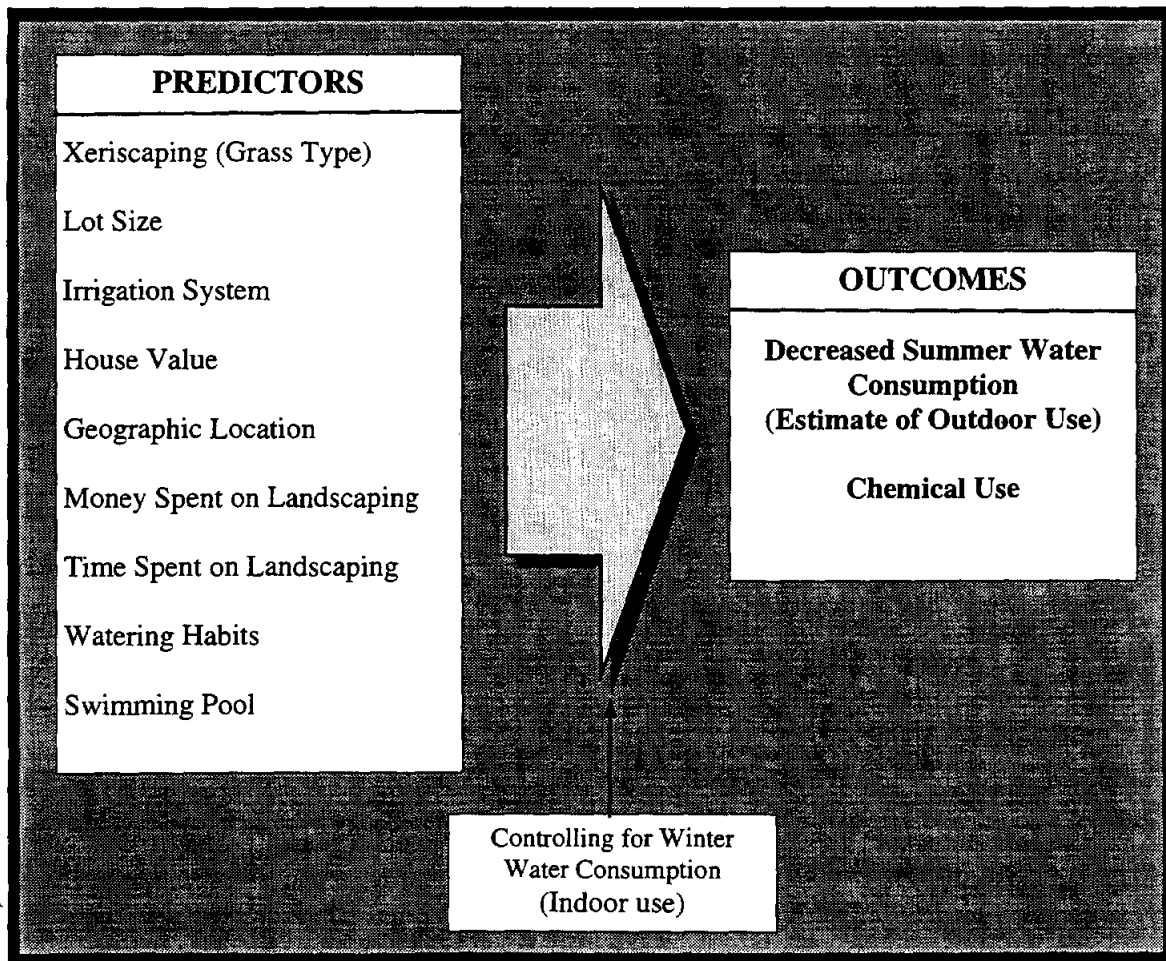 PREDICTORS
Xeriscaping (Grass Type)
Lot Size
Irrigation System
House Value
Geographic Location
Money Spent on Landscaping
Time Spent on Landscaping
Watering Habits
Swimming Pool
OUTCOMES
Decreased Summer Water
Consumption
(Estimate of Outdoor Use)
Chemical Use
Controlling for Winter
Water Consumption
(Indoor use)